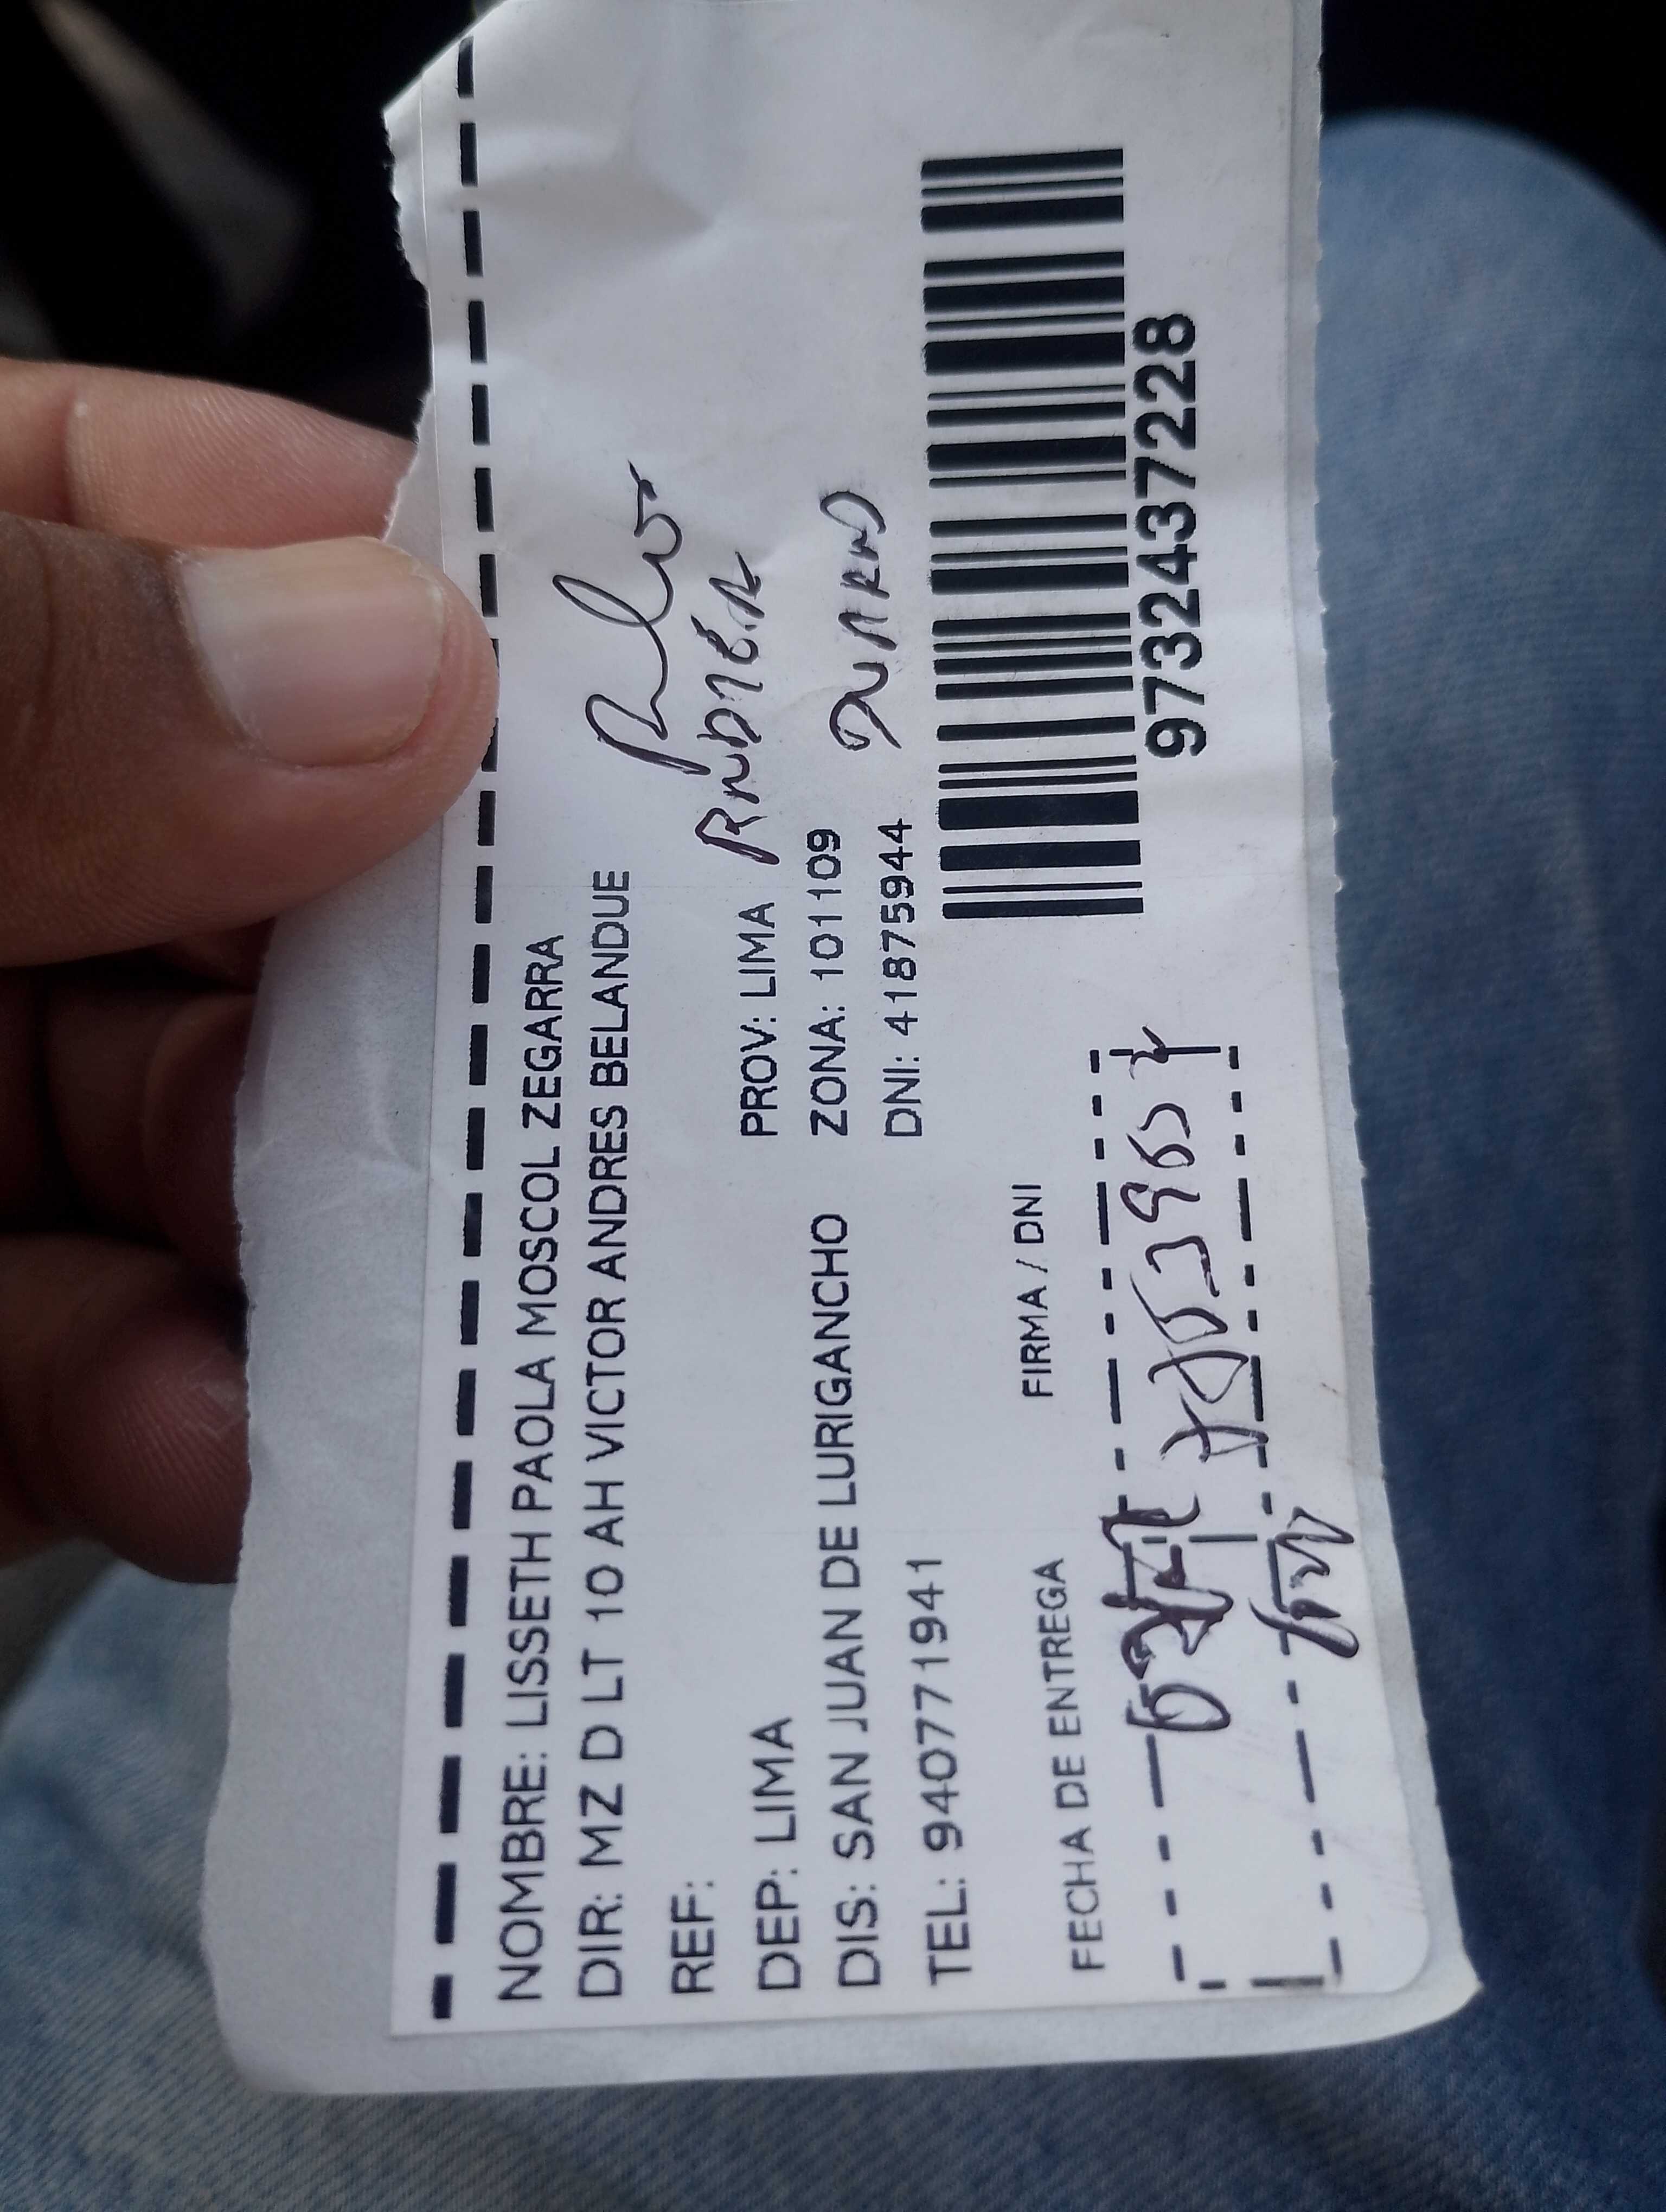 NOMBRE: LISSETH PAOLA MOSCOL ZEGARRA
DIR: MZ D LT 10 AH VICTOR ANDRES BELANDUE
REF:
DEP: LIMA PROV: LIMA
DIS: SAN JUAN DE LURIGANCHO ZONA: 101109
TEL: 940771941 DNI: 41875944
FECHA DE ENTREGA FIRMA / DNI
9732437228